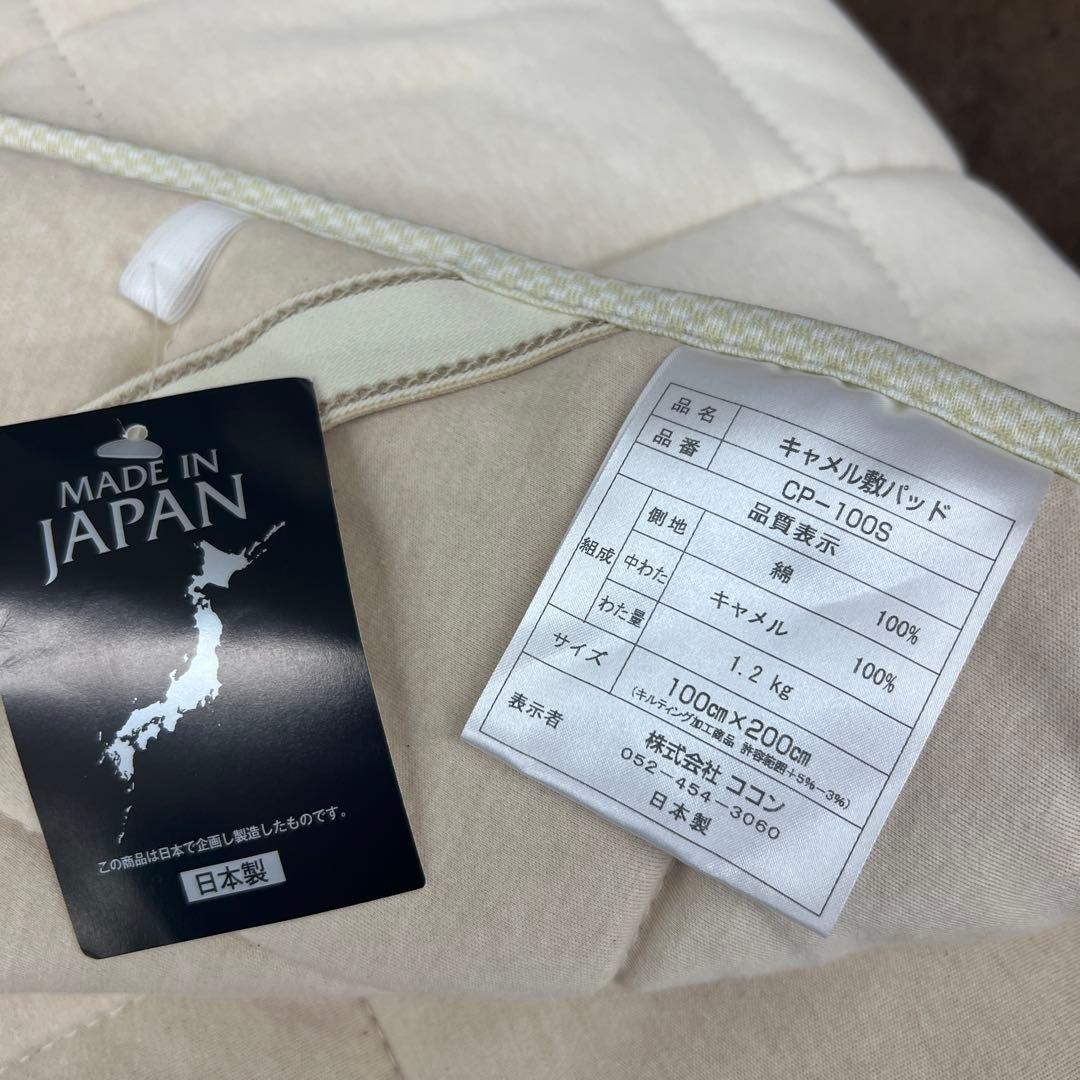 MADE IN
JAPAN
この商品は日本で企画し製造したものです。
日本製
品名 キャメル敷パッド
品番 CP-100S
品質表示
組成 側地 綿 100%
中わた キャメル 100%
わた量 1.2 kg
サイズ 100cm×200cm
(キルティング加工商品 許容範囲+5%-3%)
表示者 株式会社 ココン
052-454-3060
日本製